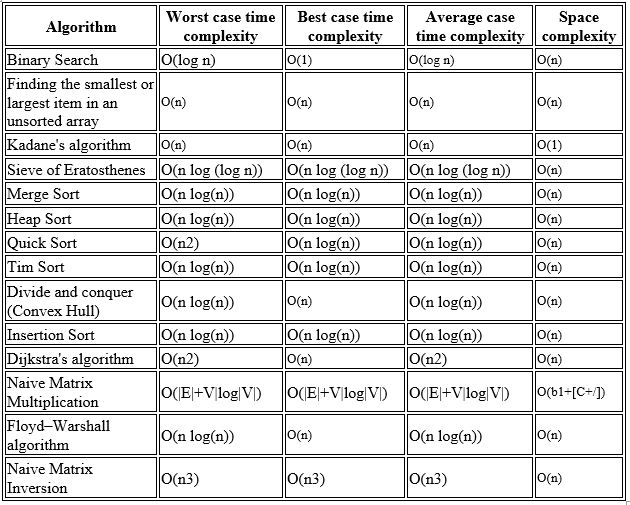 Algorithm Worst case time complexity Best case time complexity Average case time complexity Space complexity
Binary Search O(log n) O(1) O(log n) O(n)
Finding the smallest or largest item in an unsorted array O(n) O(n) O(n) O(n)
Kadane's algorithm O(n) O(n) O(n) O(1)
Sieve of Eratosthenes O(n log (log n)) O(n log (log n)) O(n log (log n)) O(n)
Merge Sort O(n log(n)) O(n log(n)) O(n log(n)) O(n)
Heap Sort O(n log(n)) O(n log(n)) O(n log(n)) O(n)
Quick Sort O(n2) O(n log(n)) O(n log(n)) O(n)
Tim Sort O(n log(n)) O(n log(n)) O(n log(n)) O(n)
Divide and conquer (Convex Hull) O(n log(n)) O(n) O(n log(n)) O(n)
Insertion Sort O(n log(n)) O(n log(n)) O(n log(n)) O(n)
Dijkstra's algorithm O(n2) O(n) O(n2) O(n)
Naive Matrix Multiplication O(|E|+V|log|V|) O(|E|+V|log|V|) O(|E|+V|log|V|) O(b1+[C+/])
Floyd–Warshall algorithm O(n log(n)) O(n) O(n log(n)) O(n)
Naive Matrix Inversion O(n3) O(n3) O(n3) O(n)